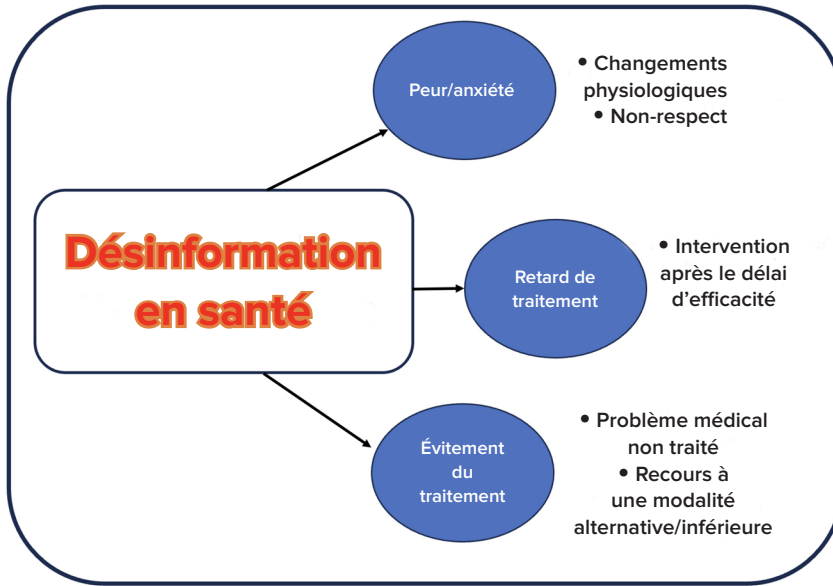 Peur/anxiété
• Changements
physiologiques
• Non-respect
Désinformation
en santé
Retard de
traitement
• Intervention
après le délai
d’efficacité
Évitement
du
traitement
• Problème médical
non traité
• Recours à
une modalité
alternative/inférieure